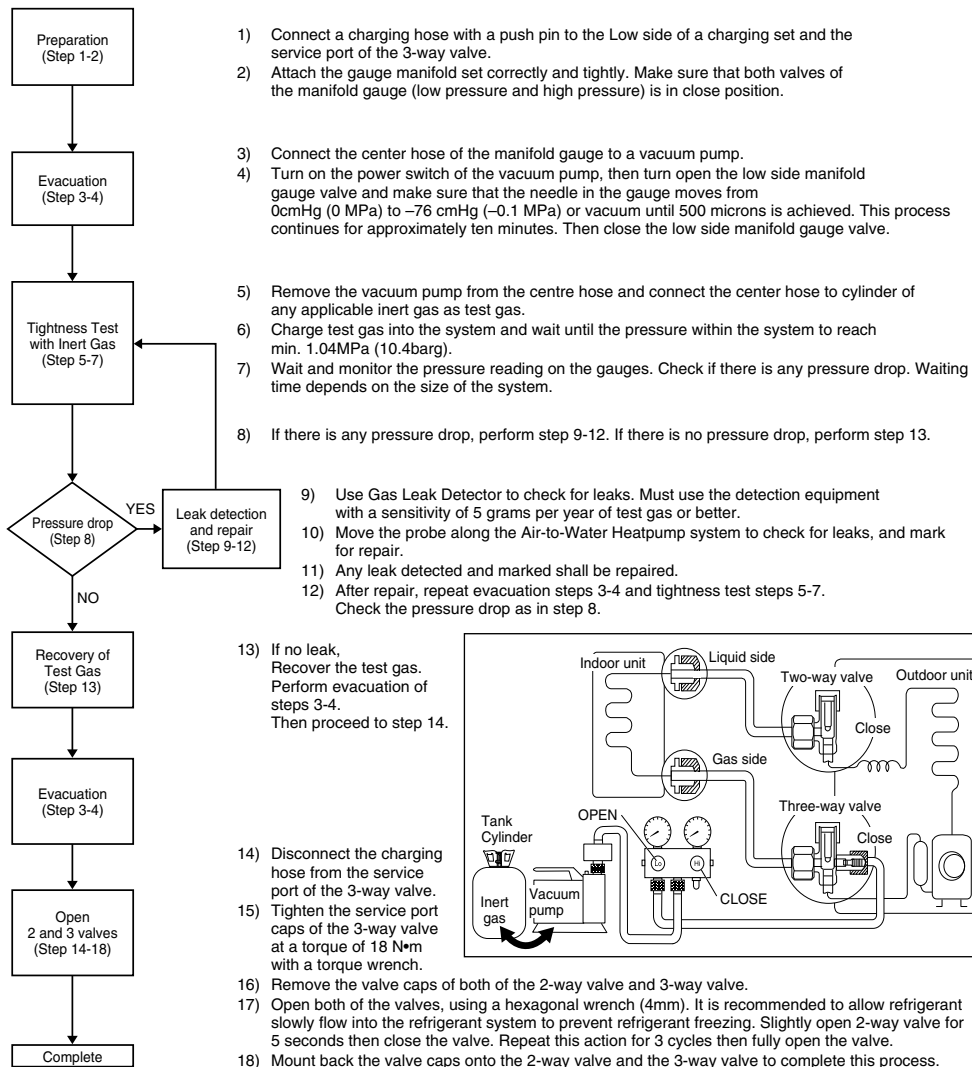 Preparation
(Step 1-2)
1) Connect a charging hose with a push pin to the Low side of a charging set and the
service port of the 3-way valve.
2) Attach the gauge manifold set correctly and tightly. Make sure that both valves of
the manifold gauge (low pressure and high pressure) is in close position.
Evacuation
(Step 3-4)
3) Connect the center hose of the manifold gauge to a vacuum pump.
4) Turn on the power switch of the vacuum pump, then turn open the low side manifold
gauge valve and make sure that the needle in the gauge moves from
0cmHg (0 MPa) to –76 cmHg (–0.1 MPa) or vacuum until 500 microns is achieved. This process
continues for approximately ten minutes. Then close the low side manifold gauge valve.
Tightness Test
with Inert Gas
(Step 5-7)
5) Remove the vacuum pump from the centre hose and connect the center hose to cylinder of
any applicable inert gas as test gas.
6) Charge test gas into the system and wait until the pressure within the system to reach
min. 1.04MPa (10.4barg).
7) Wait and monitor the pressure reading on the gauges. Check if there is any pressure drop. Waiting
time depends on the size of the system.
8) If there is any pressure drop, perform step 9-12. If there is no pressure drop, perform step 13.
Pressure drop
(Step 8)
YES
NO
Leak detection
and repair
(Step 9-12)
9) Use Gas Leak Detector to check for leaks. Must use the detection equipment
with a sensitivity of 5 grams per year of test gas or better.
10) Move the probe along the Air-to-Water Heatpump system to check for leaks, and mark
for repair.
11) Any leak detected and marked shall be repaired.
12) After repair, repeat evacuation steps 3-4 and tightness test steps 5-7.
Check the pressure drop as in step 8.
Recovery of
Test Gas
(Step 13)
13) If no leak,
Recover the test gas.
Perform evacuation of
steps 3-4.
Then proceed to step 14.
Evacuation
(Step 3-4)
Indoor unit
Liquid side
Two-way valve
Outdoor unit
Close
Gas side
Three-way valve
Close
Tank
Cylinder
OPEN
Lo
Hi
CLOSE
Inert
gas
Vacuum
pump
Open
2 and 3 valves
(Step 14-18)
14) Disconnect the charging
hose from the service
port of the 3-way valve.
15) Tighten the service port
caps of the 3-way valve
at a torque of 18 N•m
with a torque wrench.
16) Remove the valve caps of both of the 2-way valve and 3-way valve.
17) Open both of the valves, using a hexagonal wrench (4mm). It is recommended to allow refrigerant
slowly flow into the refrigerant system to prevent refrigerant freezing. Slightly open 2-way valve for
5 seconds then close the valve. Repeat this action for 3 cycles then fully open the valve.
Complete
18) Mount back the valve caps onto the 2-way valve and the 3-way valve to complete this process.